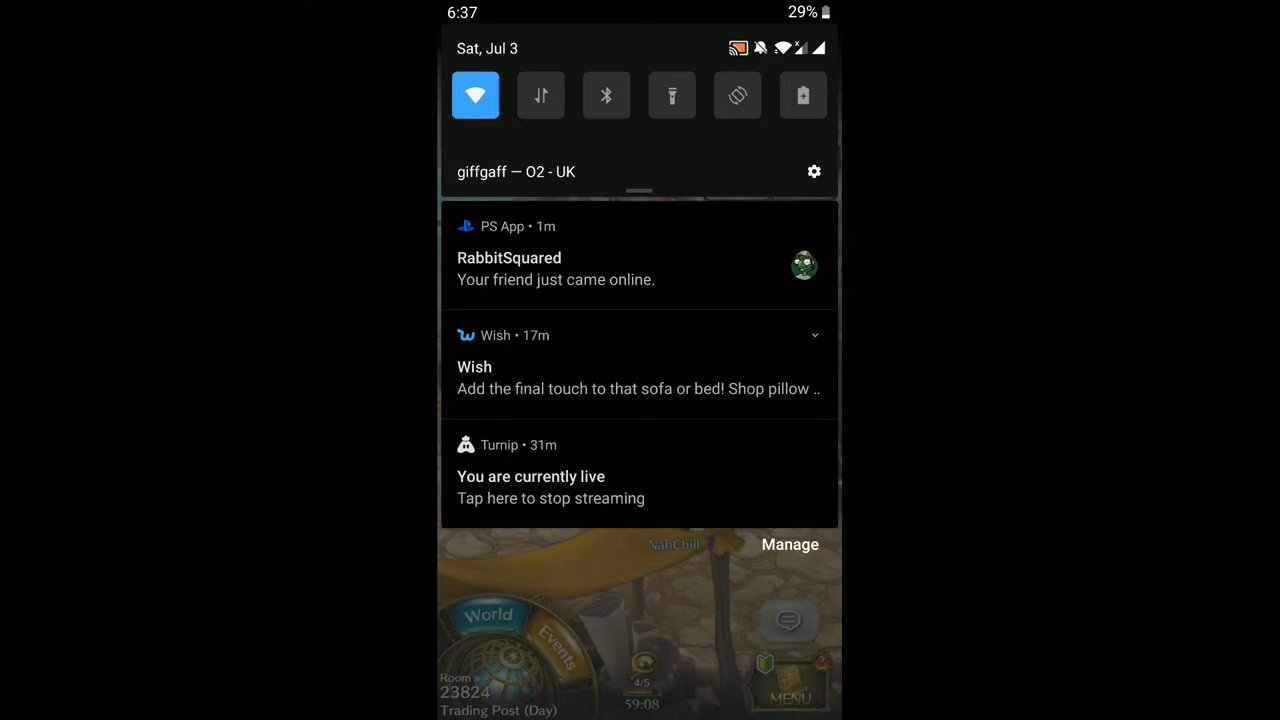 6:37
29%
Sat, Jul 3
giffgaff — O2 - UK
PS App • 1m
RabbitSquared
Your friend just came online.
Wish • 17m
Wish
Add the final touch to that sofa or bed! Shop pillow ..
Turnip • 31m
You are currently live
Tap here to stop streaming
NahChill
Manage
World
Events
4/5
59:08
MENU
Room
23824
Trading Post (Day)